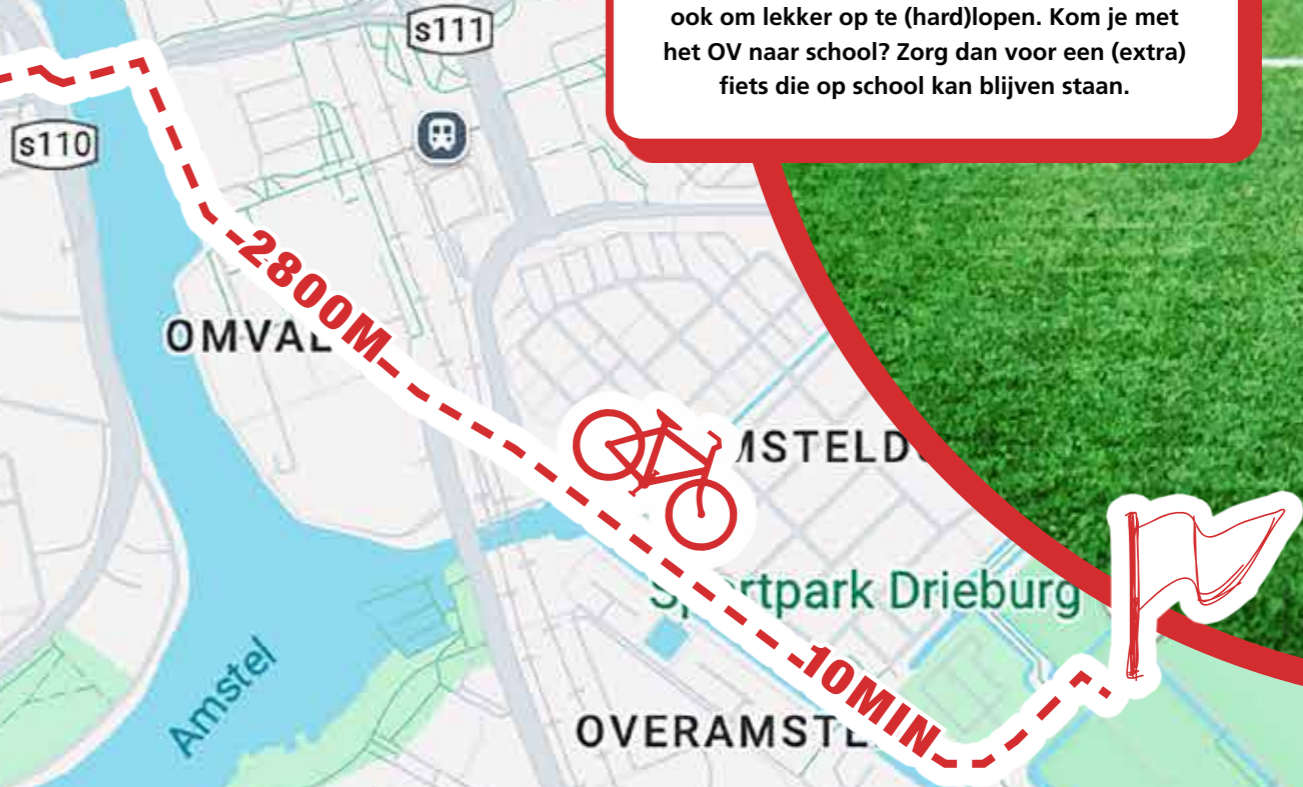 ook om lekker op te (hard)lopen. Kom je met
het OV naar school? Zorg dan voor een (extra)
fiets die op school kan blijven staan.
s111
s110
2800M
OMVAL
MSTELD
Sportpark Drieburg
10MIN
Amstel
OVERAMSTE